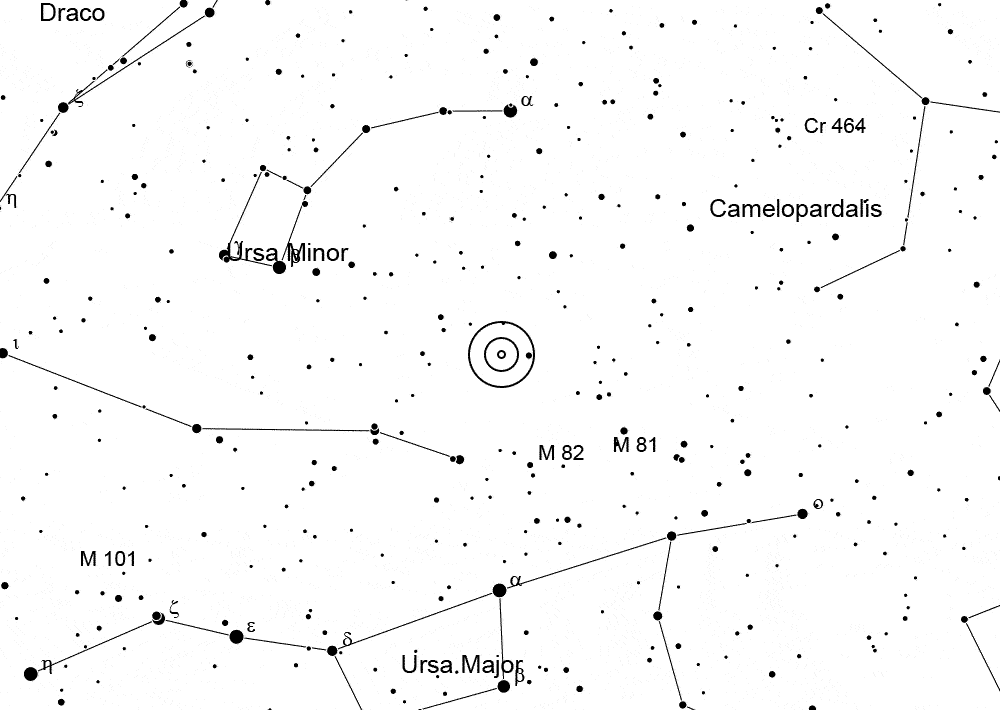 Draco
ζ
α
Cr 464
η
Camelopardalis
γ
Ursa Minor
β
ι
M 82
M 81
ο
M 101
α
ζ
ε
δ
η
Ursa Major
β